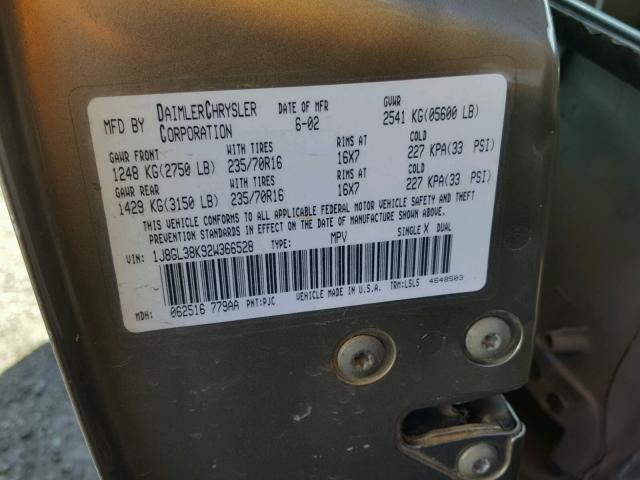 MFD BY DAIMLERCHRYSLER CORPORATION DATE OF MFR 6-02 GVWR 2541 KG(05600 LB)
GAWR FRONT WITH TIRES RIMS AT COLD
1248 KG(2750 LB) 235/70R16 16X7 227 KPA(33 PSI)
GAWR REAR WITH TIRES RIMS AT COLD
1429 KG(3150 LB) 235/70R16 16X7 227 KPA(33 PSI)
THIS VEHICLE CONFORMS TO ALL APPLICABLE FEDERAL MOTOR VEHICLE SAFETY AND THEFT
PREVENTION STANDARDS IN EFFECT ON THE DATE OF MANUFACTURE SHOWN ABOVE.
VIN: 1J8GL38K92W366528 TYPE: MPV SINGLE X DUAL
MDH: 062516 779AA PNT:PJC VEHICLE MADE IN U.S.A. TRM:LSLS 4648503